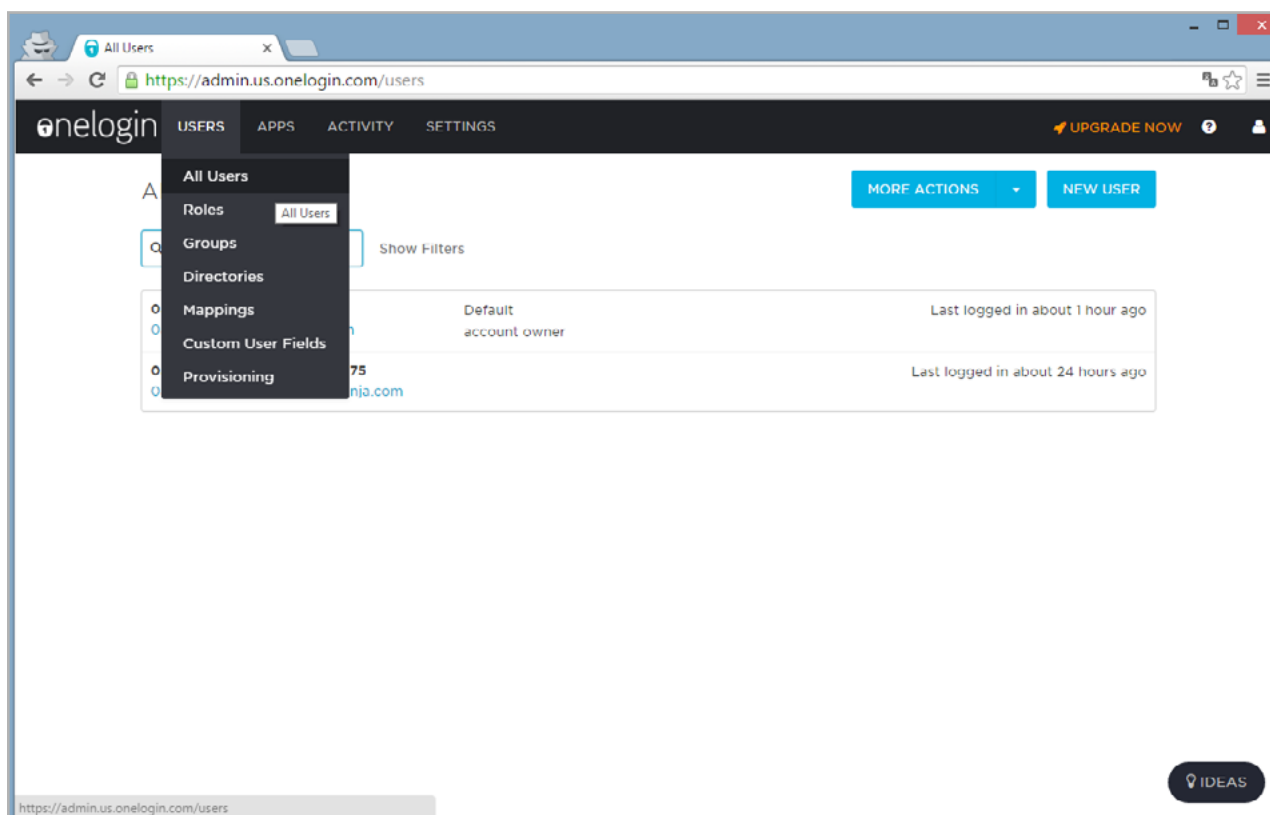 All Users
https://admin.us.onelogin.com/users
onelogin USERS APPS ACTIVITY SETTINGS UPGRADE NOW
All Users
A MORE ACTIONS NEW USER
Roles
All Users
Groups
Show Filters
Directories
Mappings
Default
Last logged in about 1 hour ago
account owner
Custom User Fields
Provisioning
75
Last logged in about 24 hours ago
nja.com
IDEAS
https://admin.us.onelogin.com/users